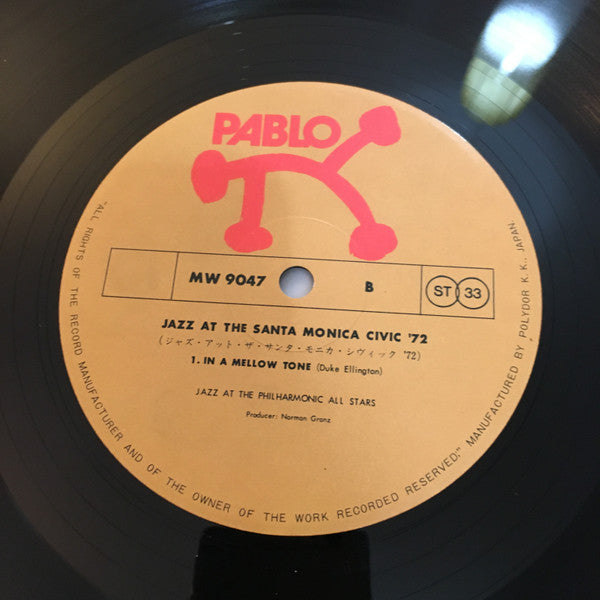 PABLO
MW 9047 B ST 33
JAZZ AT THE SANTA MONICA CIVIC '72
(ジャズ・アット・ザ・サンタ・モニカ・シヴィック '72)
1. IN A MELLOW TONE (Duke Ellington)
JAZZ AT THE PHILHARMONIC ALL STARS
Producer: Norman Granz
"ALL RIGHTS OF THE RECORD MANUFACTURER AND OF THE OWNER OF THE WORK RECORDED RESERVED." MANUFACTURED BY POLYDOR K.K., JAPAN.